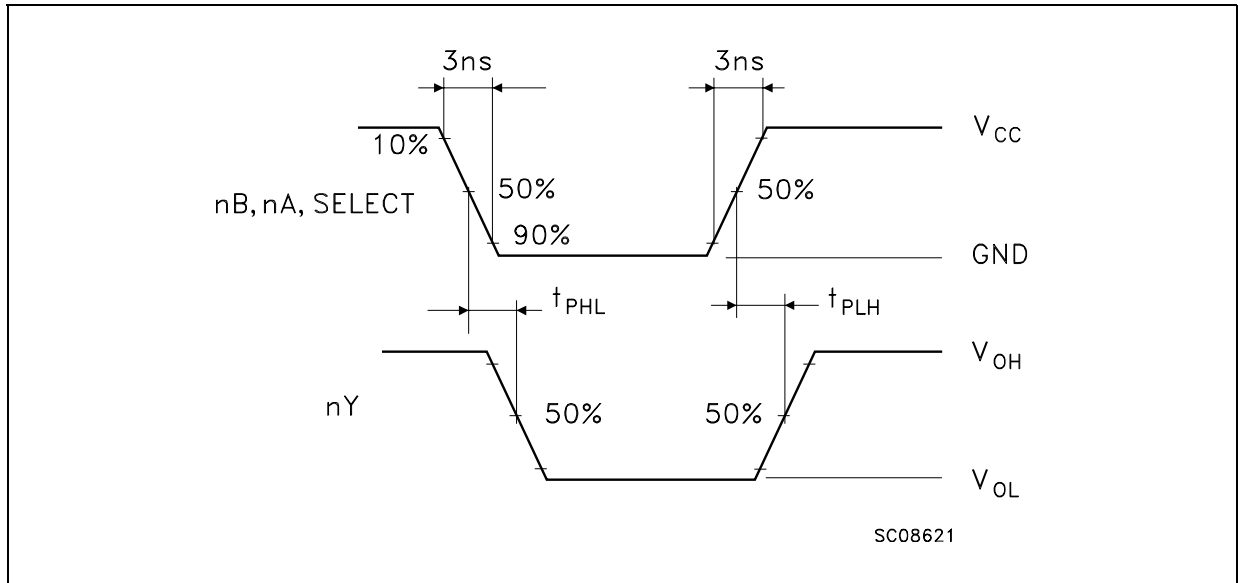 3ns 3ns
V_CC
10%
50% 50%
nB, nA, SELECT
90%
GND
t_PHL t_PLH
V_OH
nY 50% 50%
V_OL
SC08621